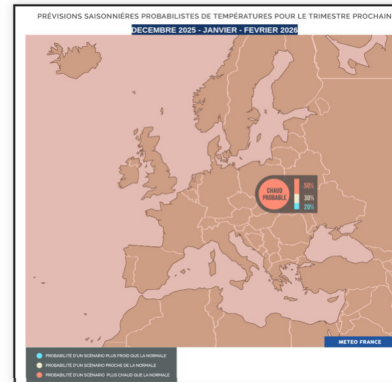 PRÉVISIONS SAISONNIÈRES PROBABILISTES DE TEMPÉRATURES POUR LE TRIMESTRE PROCHAIN
DECEMBRE 2025 - JANVIER - FEVRIER 2026
CHAUD
PROBABLE
50%
30%
20%
METEO FRANCE
PROBABILITÉ D'UN SCÉNARIO PLUS FROID QUE LA NORMALE
PROBABILITÉ D'UN SCÉNARIO PROCHE DE LA NORMALE
PROBABILITÉ D'UN SCÉNARIO PLUS CHAUD QUE LA NORMALE